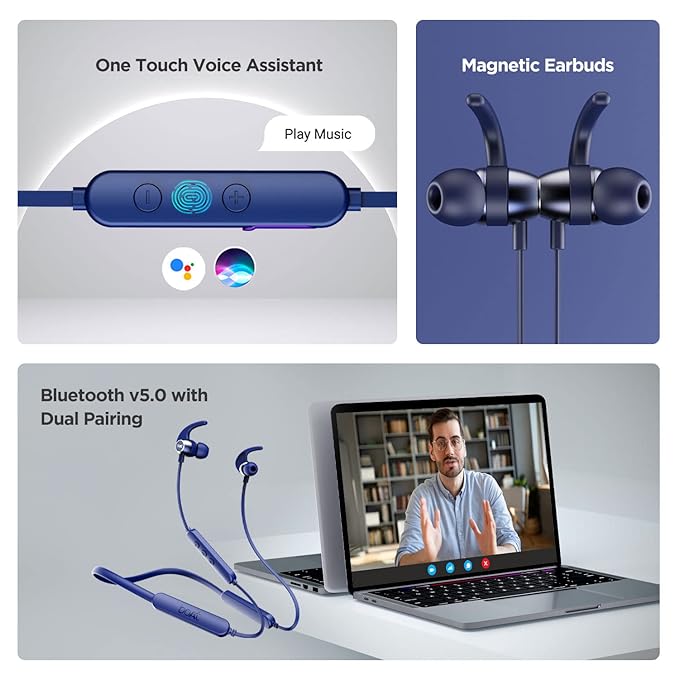 One Touch Voice Assistant
Play Music
Magnetic Earbuds
Bluetooth v5.0 with
Dual Pairing